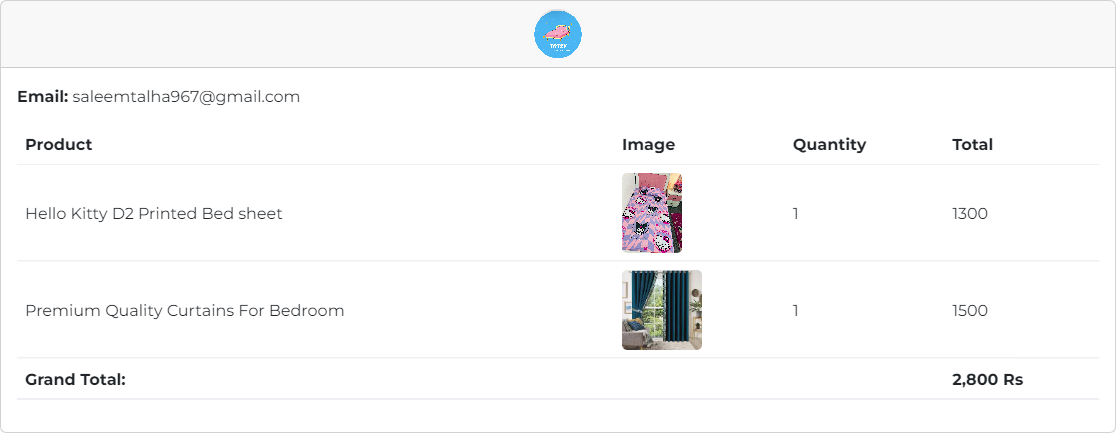 Email: saleemtalha967@gmail.com
Product Image Quantity Total
Hello Kitty D2 Printed Bed sheet 1 1300
Premium Quality Curtains For Bedroom 1 1500
Grand Total: 2,800 Rs